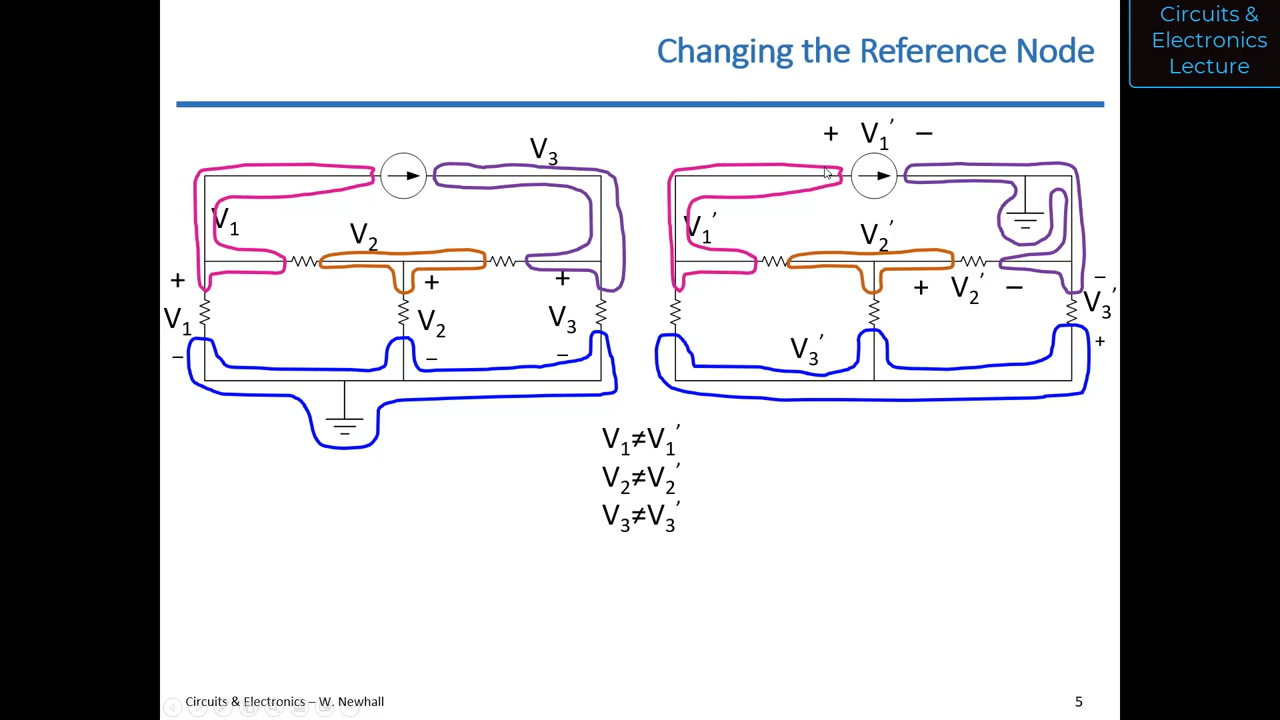 Circuits &
Electronics
Lecture
Changing the Reference Node
+ V₁′ −
V₃
V₁
V₂
V₁′
V₂′
+
+
+
+ V₂′ −
−
V₃′
+
V₁
V₂
V₃
V₃′
−
−
−
V₁≠V₁′
V₂≠V₂′
V₃≠V₃′
Circuits & Electronics – W. Newhall
5